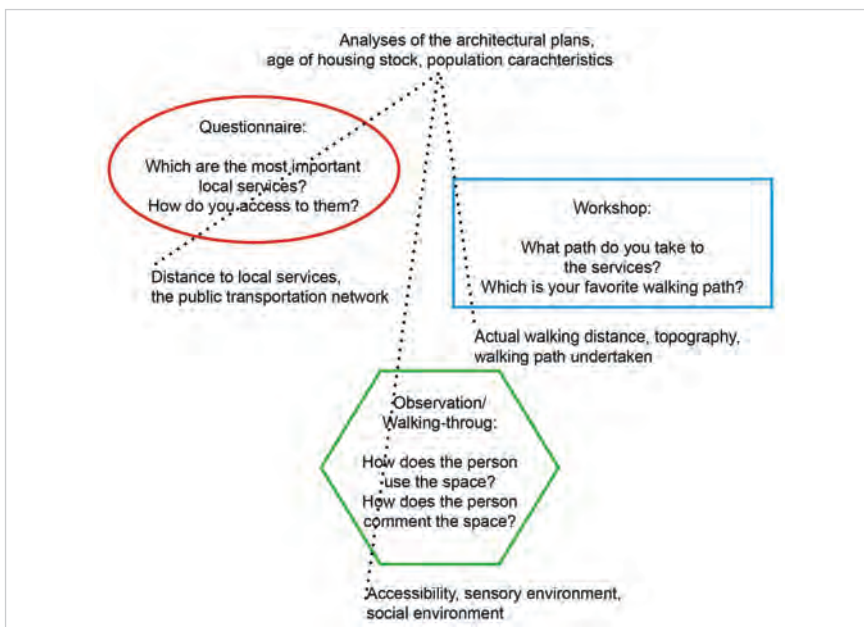 Analyses of the architectural plans,
age of housing stock, population carachteristics
Questionnaire:
Which are the most important
local services?
How do you access to them?
Distance to local services,
the public transportation network
Workshop:
What path do you take to
the services?
Which is your favorite walking path?
Actual walking distance, topography,
walking path undertaken
Observation/
Walking-throug:
How does the person
use the space?
How does the person
comment the space?
Accessibility, sensory environment,
social environment